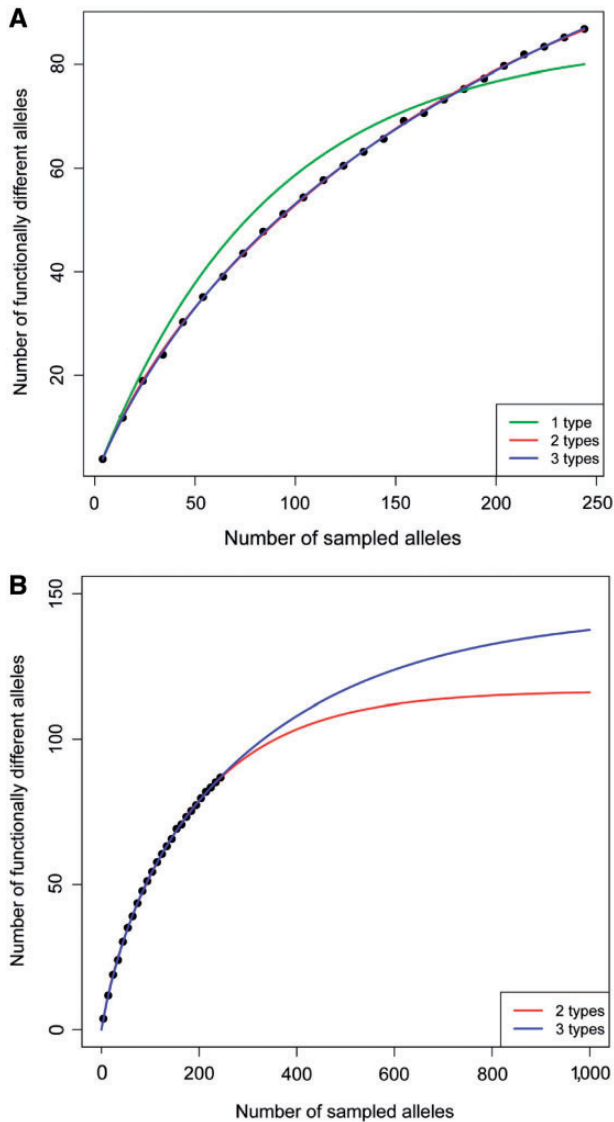 A
Number of functionally different alleles
80
60
40
20
0
50
100
150
200
250
Number of sampled alleles
1 type
2 types
3 types
B
Number of functionally different alleles
150
100
50
0
0
200
400
600
800
1,000
Number of sampled alleles
2 types
3 types